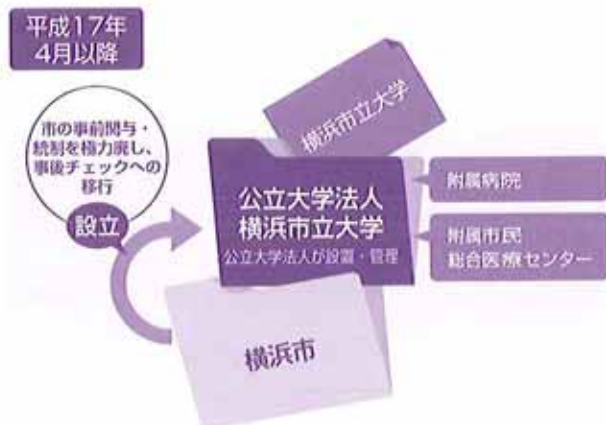 平成17年
4月以降
市の事前関与・
統制を極力廃し、
事後チェックへの
移行
設立
横浜市立大学
公立大学法人
横浜市立大学
公立大学法人が設置・管理
附属病院
附属市民
総合医療センター
横浜市